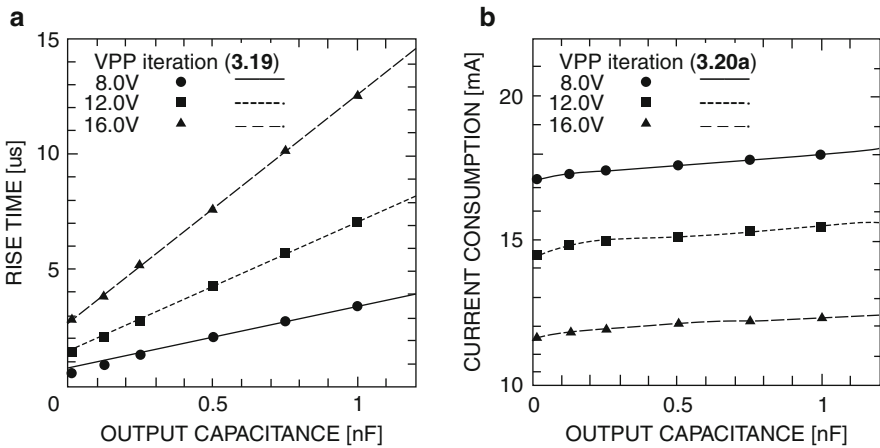 a
15
VPP iteration (3.19)
8.0V
12.0V
16.0V
10
5
0
0.5
1
RISE TIME [us]
OUTPUT CAPACITANCE [nF]
b
VPP iteration (3.20a)
20
8.0V
12.0V
16.0V
15
10
0
0.5
1
CURRENT CONSUMPTION [mA]
OUTPUT CAPACITANCE [nF]